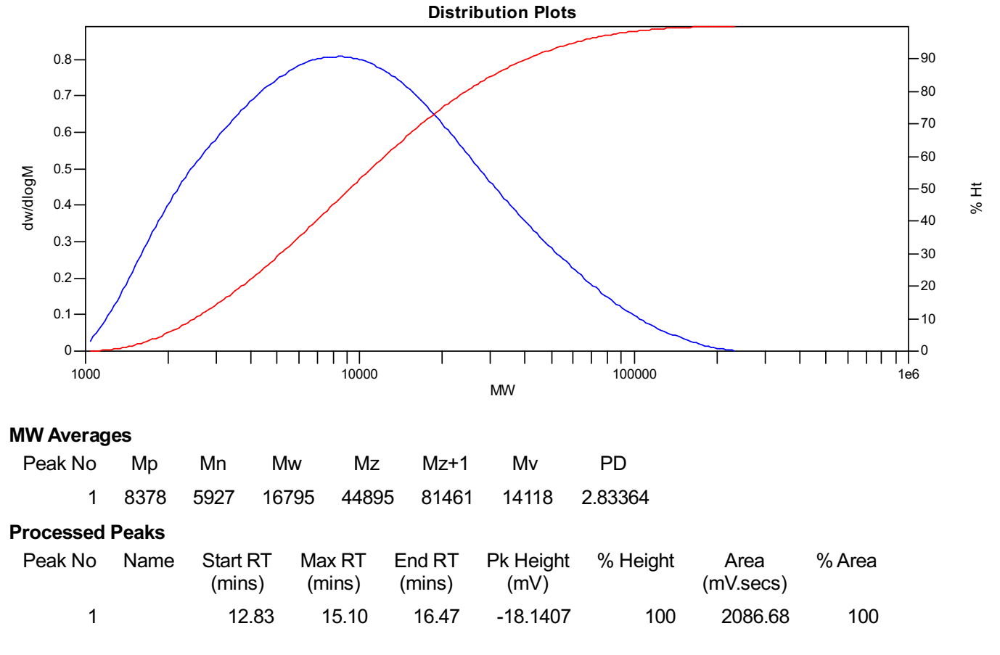 Distribution Plots
dw/dlogM
0.8
0.7
0.6
0.5
0.4
0.3
0.2
0.1
0
90
80
70
60
50
40
30
20
10
0
% Ht
1000 10000 100000 1e6
MW
MW Averages
Peak No Mp Mn Mw Mz Mz+1 Mv PD
1 8378 5927 16795 44895 81461 14118 2.83364
Processed Peaks
Peak No Name Start RT Max RT End RT Pk Height % Height Area % Area
(mins) (mins) (mins) (mV) (mV.secs)
1 12.83 15.10 16.47 -18.1407 100 2086.68 100